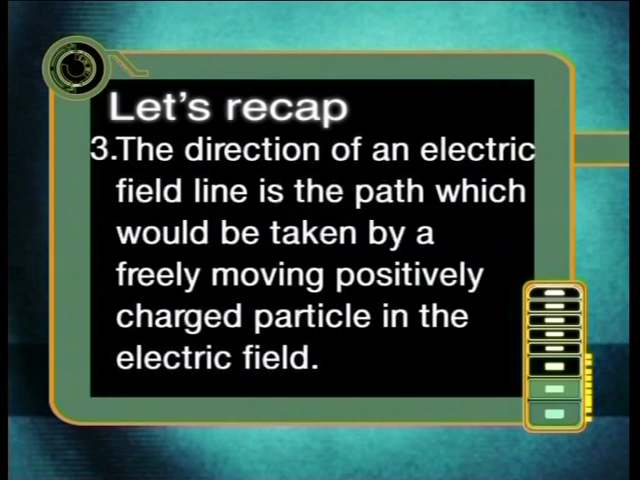 Let's recap
3.The direction of an electric
field line is the path which
would be taken by a
freely moving positively
charged particle in the
electric field.